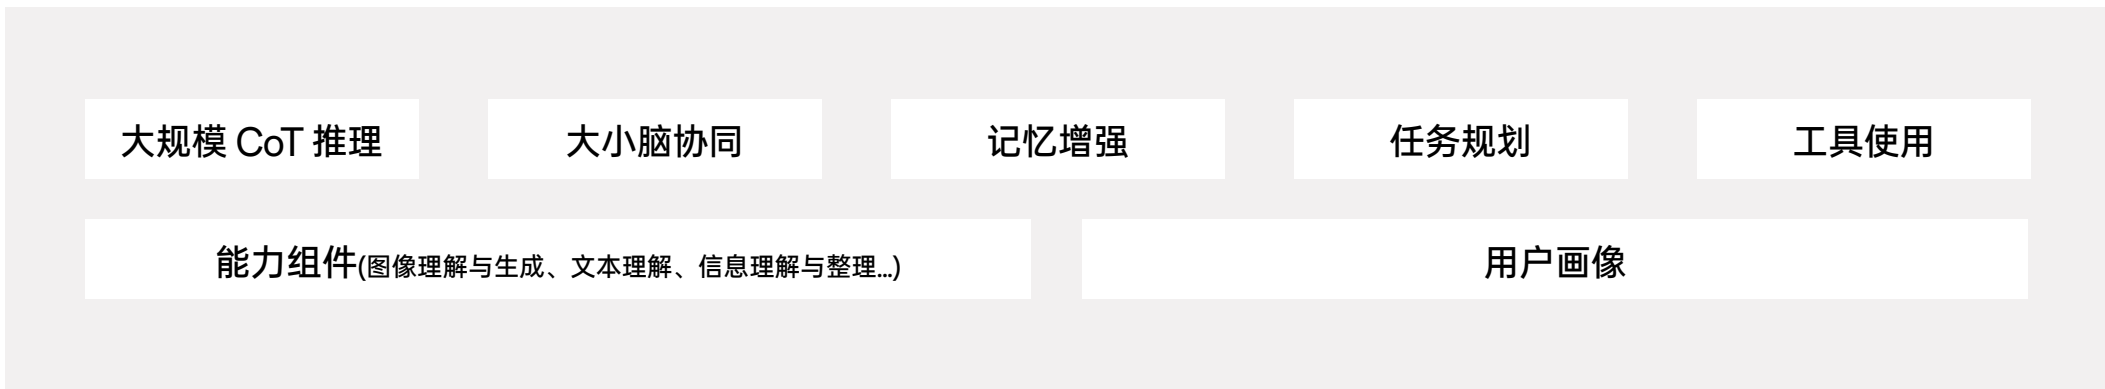 大规模 CoT 推理
大小脑协同
记忆增强
任务规划
工具使用
能力组件(图像理解与生成、文本理解、信息理解与整理...)
用户画像